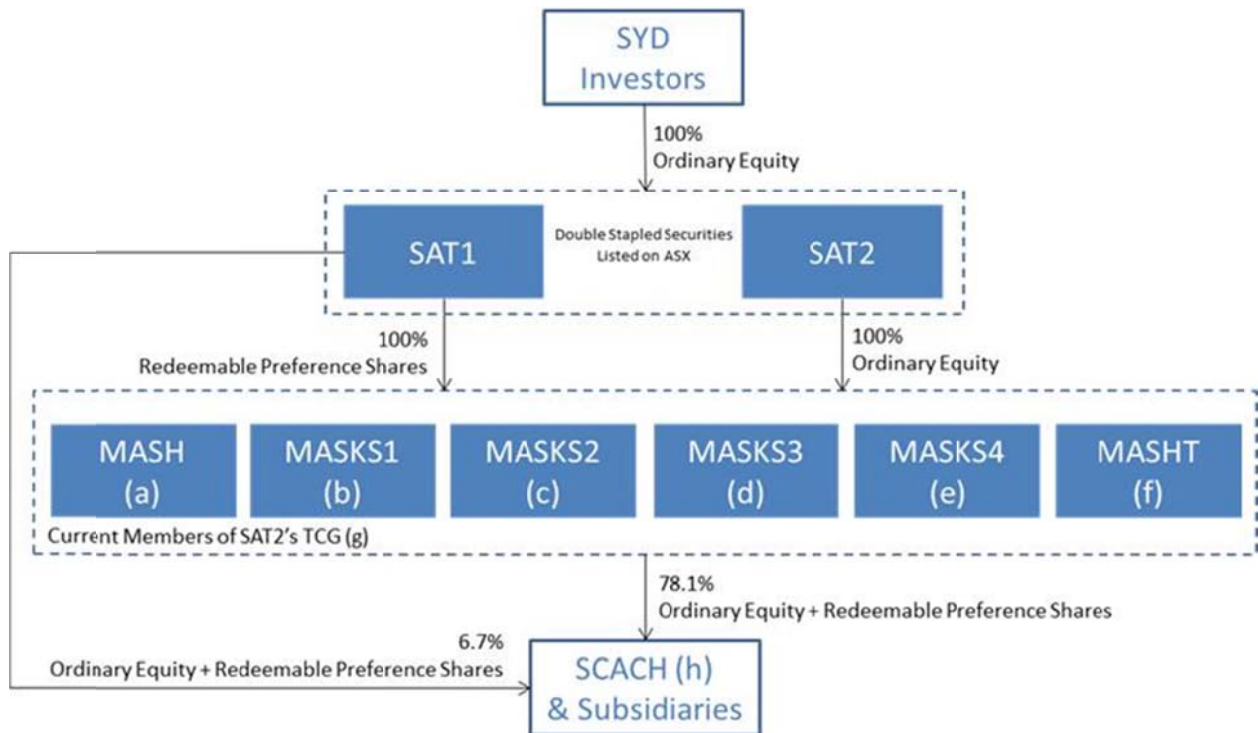 SYD
Investors
100%
Ordinary Equity
SAT1
Double Stapled Securities
Listed on ASX
SAT2
100%
Redeemable Preference Shares
100%
Ordinary Equity
MASH
(a)
MASKS1
(b)
MASKS2
(c)
MASKS3
(d)
MASKS4
(e)
MASHT
(f)
Current Members of SAT2's TCG (g)
78.1%
Ordinary Equity + Redeemable Preference Shares
6.7%
Ordinary Equity + Redeemable Preference Shares
SCACH (h)
& Subsidiaries